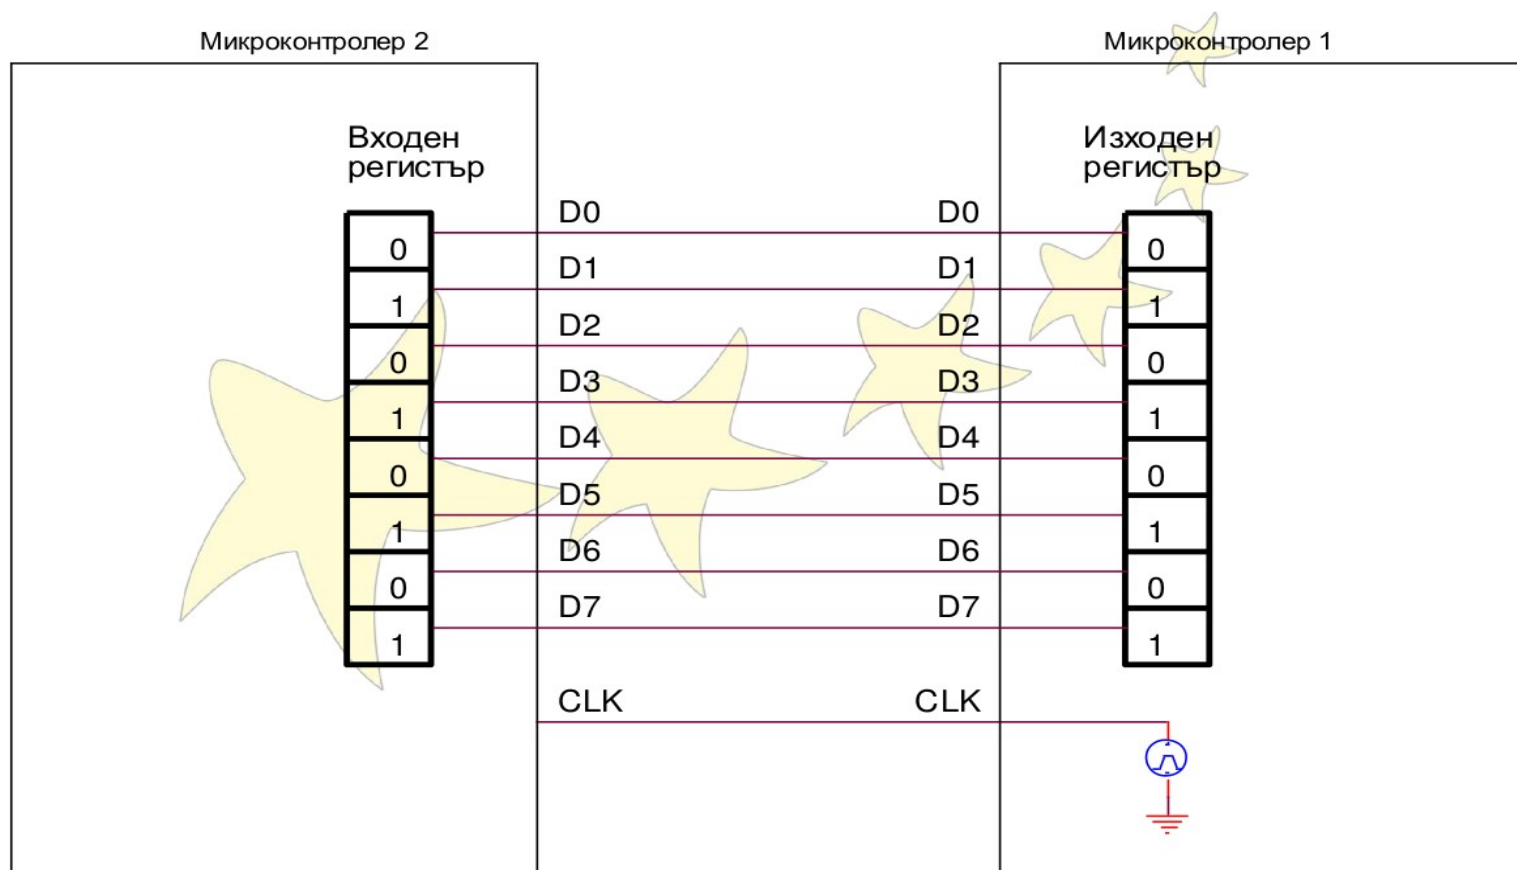 Микроконтролер 2
Микроконтролер 1
Входен
регистър
Изходен
регистър
D0 D0
0 0
D1 D1
1 1
D2 D2
0 0
D3 D3
1 1
D4 D4
0 0
D5 D5
1 1
D6 D6
0 0
D7 D7
1 1
CLK CLK